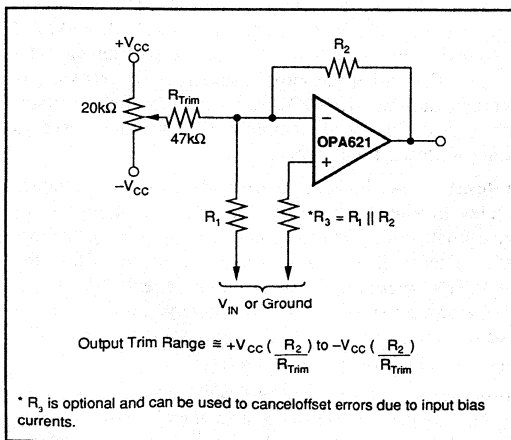 +VCC
R2
20kΩ
RTrim
47kΩ
−
OPA621
+
−VCC
R1
*R3 = R1 || R2
VIN or Ground
Output Trim Range ≅ +VCC ( R2 / RTrim ) to −VCC ( R2 / RTrim )
* R3 is optional and can be used to canceloffset errors due to input bias
currents.